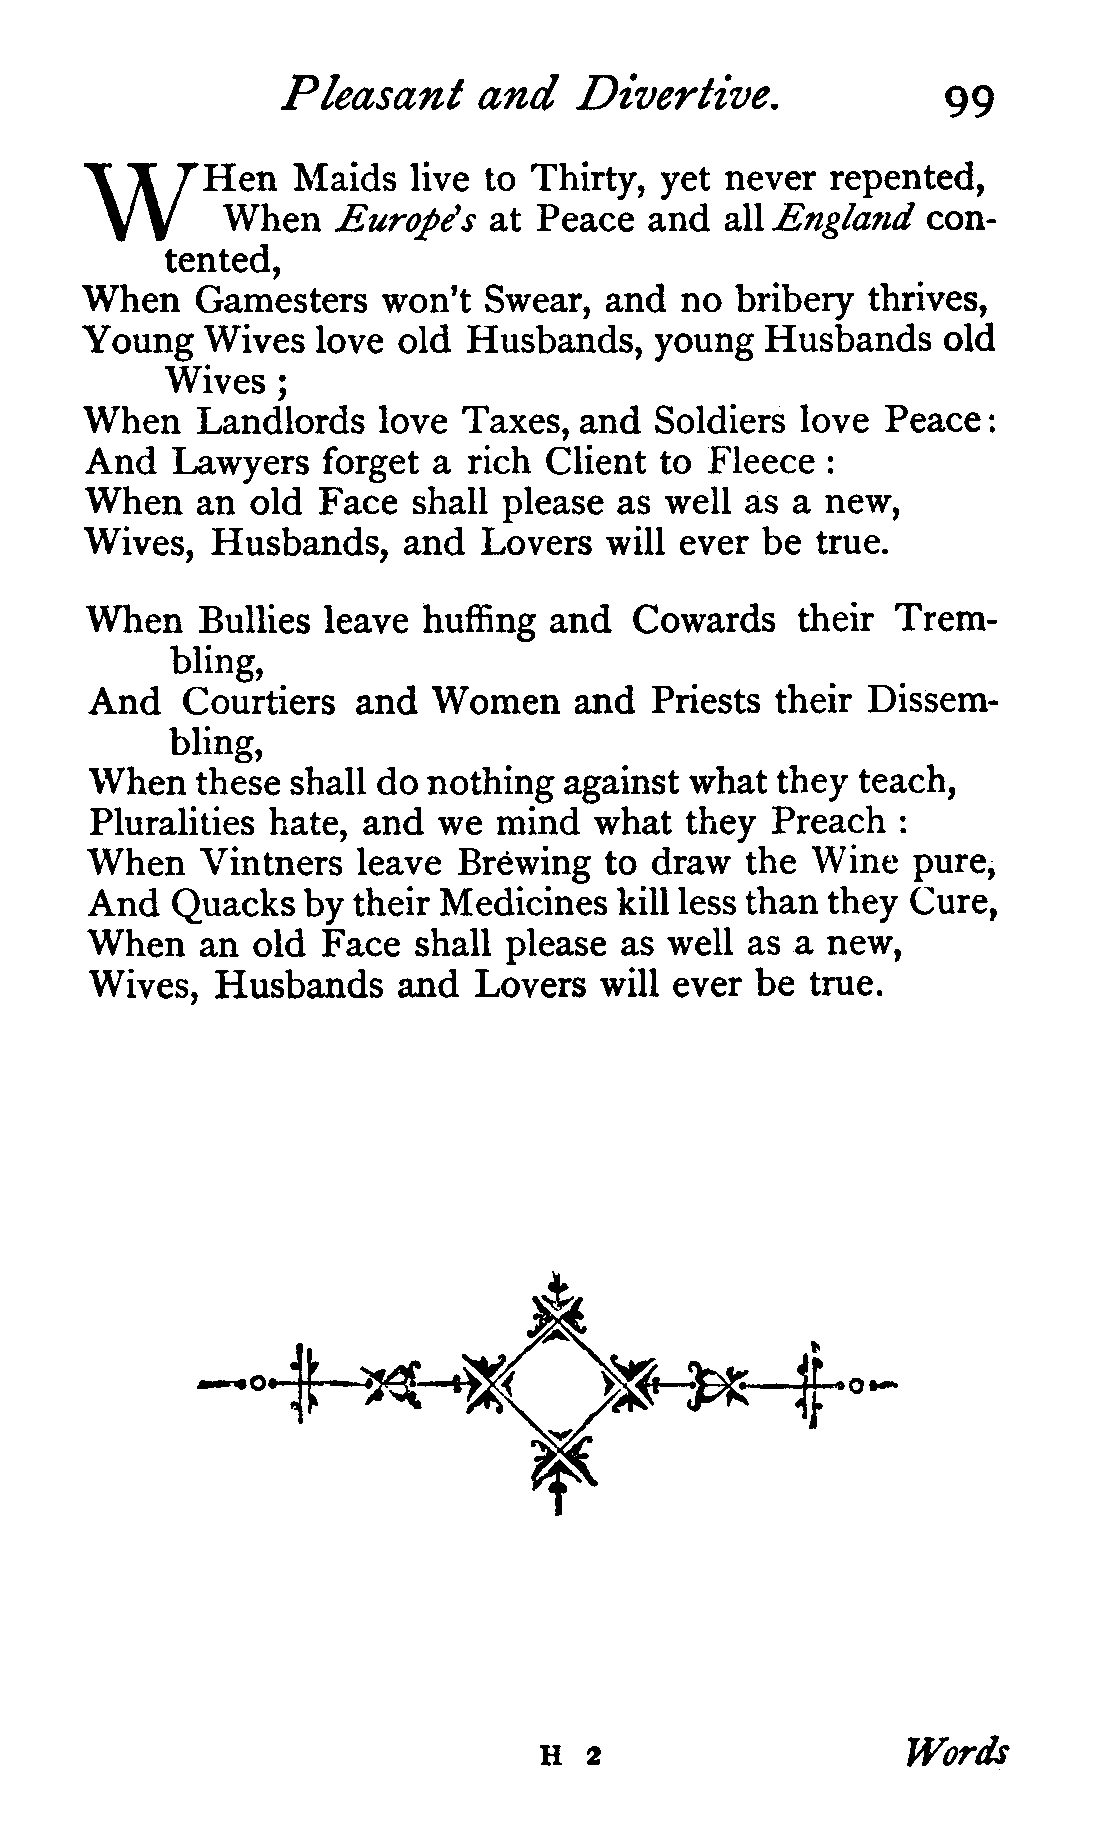 Pleasant and Divertive. 99
WHen Maids live to Thirty, yet never repented,
When Europe's at Peace and all England con-
tented,
When Gamesters won't Swear, and no bribery thrives,
Young Wives love old Husbands, young Husbands old
Wives ;
When Landlords love Taxes, and Soldiers love Peace:
And Lawyers forget a rich Client to Fleece :
When an old Face shall please as well as a new,
Wives, Husbands, and Lovers will ever be true.
When Bullies leave huffing and Cowards their Trem-
bling,
And Courtiers and Women and Priests their Dissem-
bling,
When these shall do nothing against what they teach,
Pluralities hate, and we mind what they Preach :
When Vintners leave Brewing to draw the Wine pure,
And Quacks by their Medicines kill less than they Cure,
When an old Face shall please as well as a new,
Wives, Husbands and Lovers will ever be true.
H 2 Words